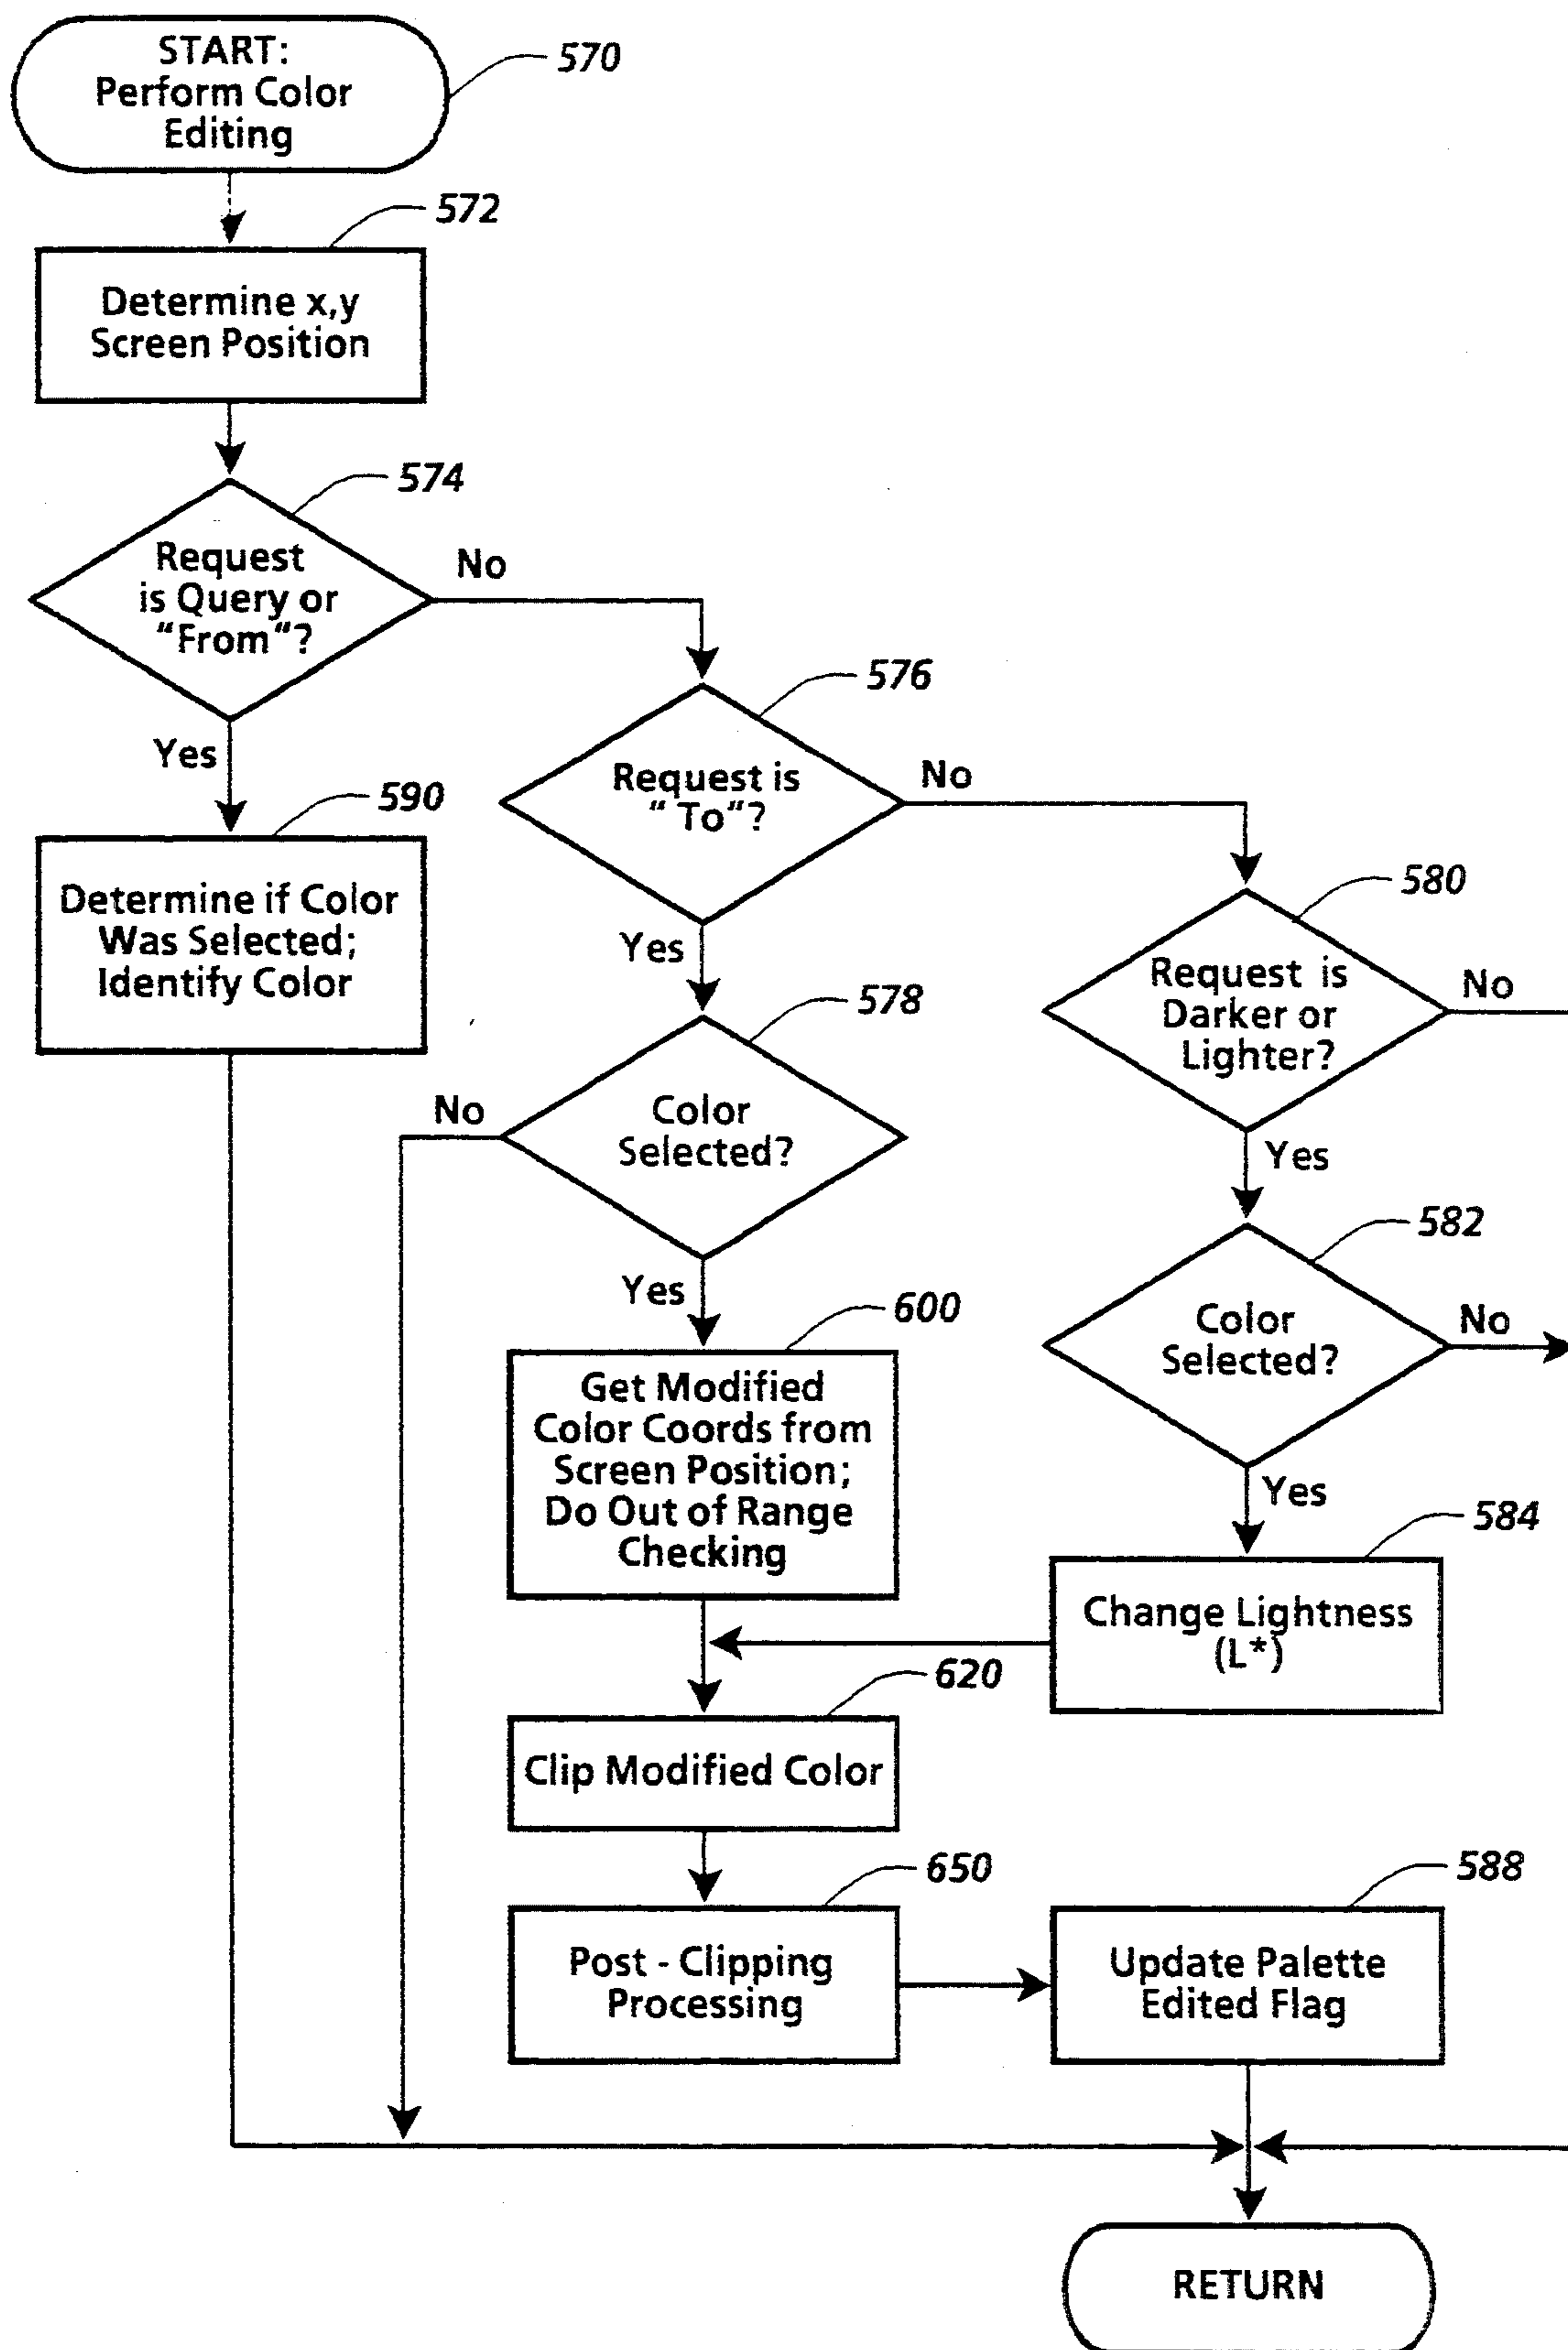 START:
Perform Color
Editing
570
572
Determine x,y
Screen Position
574
Request
is Query or
“From“?
No
Yes
576
Request is
“ To“?
No
Yes
590
Determine if Color
Was Selected;
Identify Color
580
Request is
Darker or
Lighter?
No
Yes
578
Color
Selected?
No
Yes
582
Color
Selected?
No
Yes
600
Get Modified
Color Coords from
Screen Position;
Do Out of Range
Checking
584
Change Lightness
(L*)
620
Clip Modified Color
650
Post - Clipping
Processing
588
Update Palette
Edited Flag
RETURN